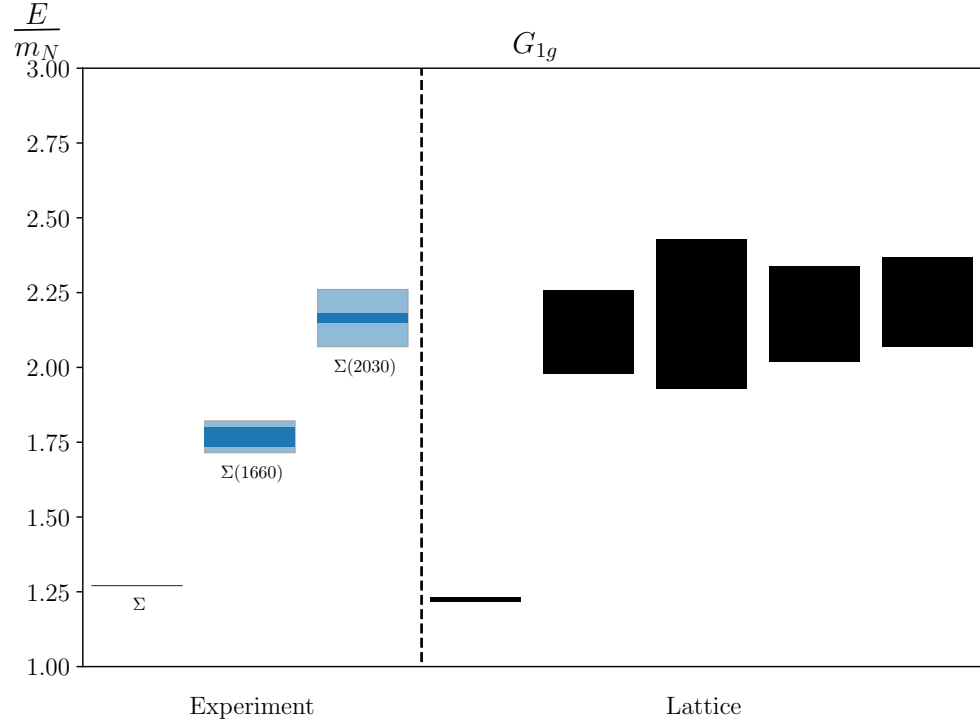 E
m_N
G_{1g}
3.00
2.75
2.50
2.25
2.00
1.75
1.50
1.25
1.00
Σ
Σ(1660)
Σ(2030)
Experiment
Lattice